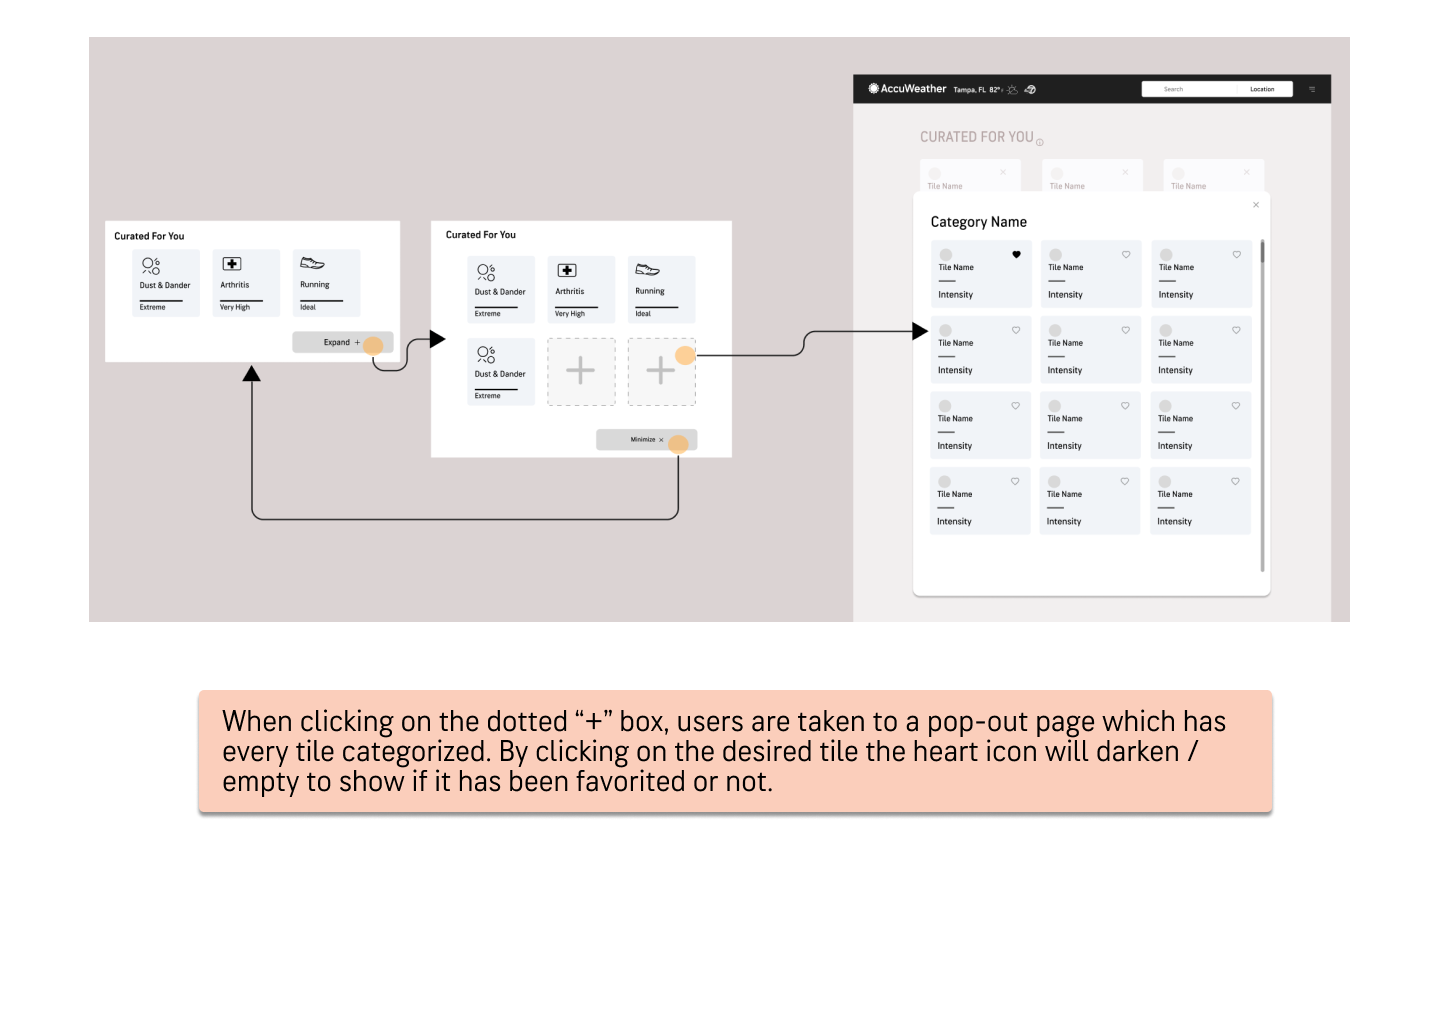 AccuWeather Tampa, FL 82° F Search Location
CURATED FOR YOU
Tile Name Tile Name Tile Name
Curated For You
Dust & Dander Arthritis Running
Extreme Very High Ideal
Expand +
Curated For You
Dust & Dander Arthritis Running
Extreme Very High Ideal
Dust & Dander
Extreme
Minimize ×
Category Name
Tile Name Tile Name Tile Name
Intensity Intensity Intensity
Tile Name Tile Name Tile Name
Intensity Intensity Intensity
Tile Name Tile Name Tile Name
Intensity Intensity Intensity
Tile Name Tile Name Tile Name
Intensity Intensity Intensity
When clicking on the dotted “+” box, users are taken to a pop-out page which has
every tile categorized. By clicking on the desired tile the heart icon will darken /
empty to show if it has been favorited or not.